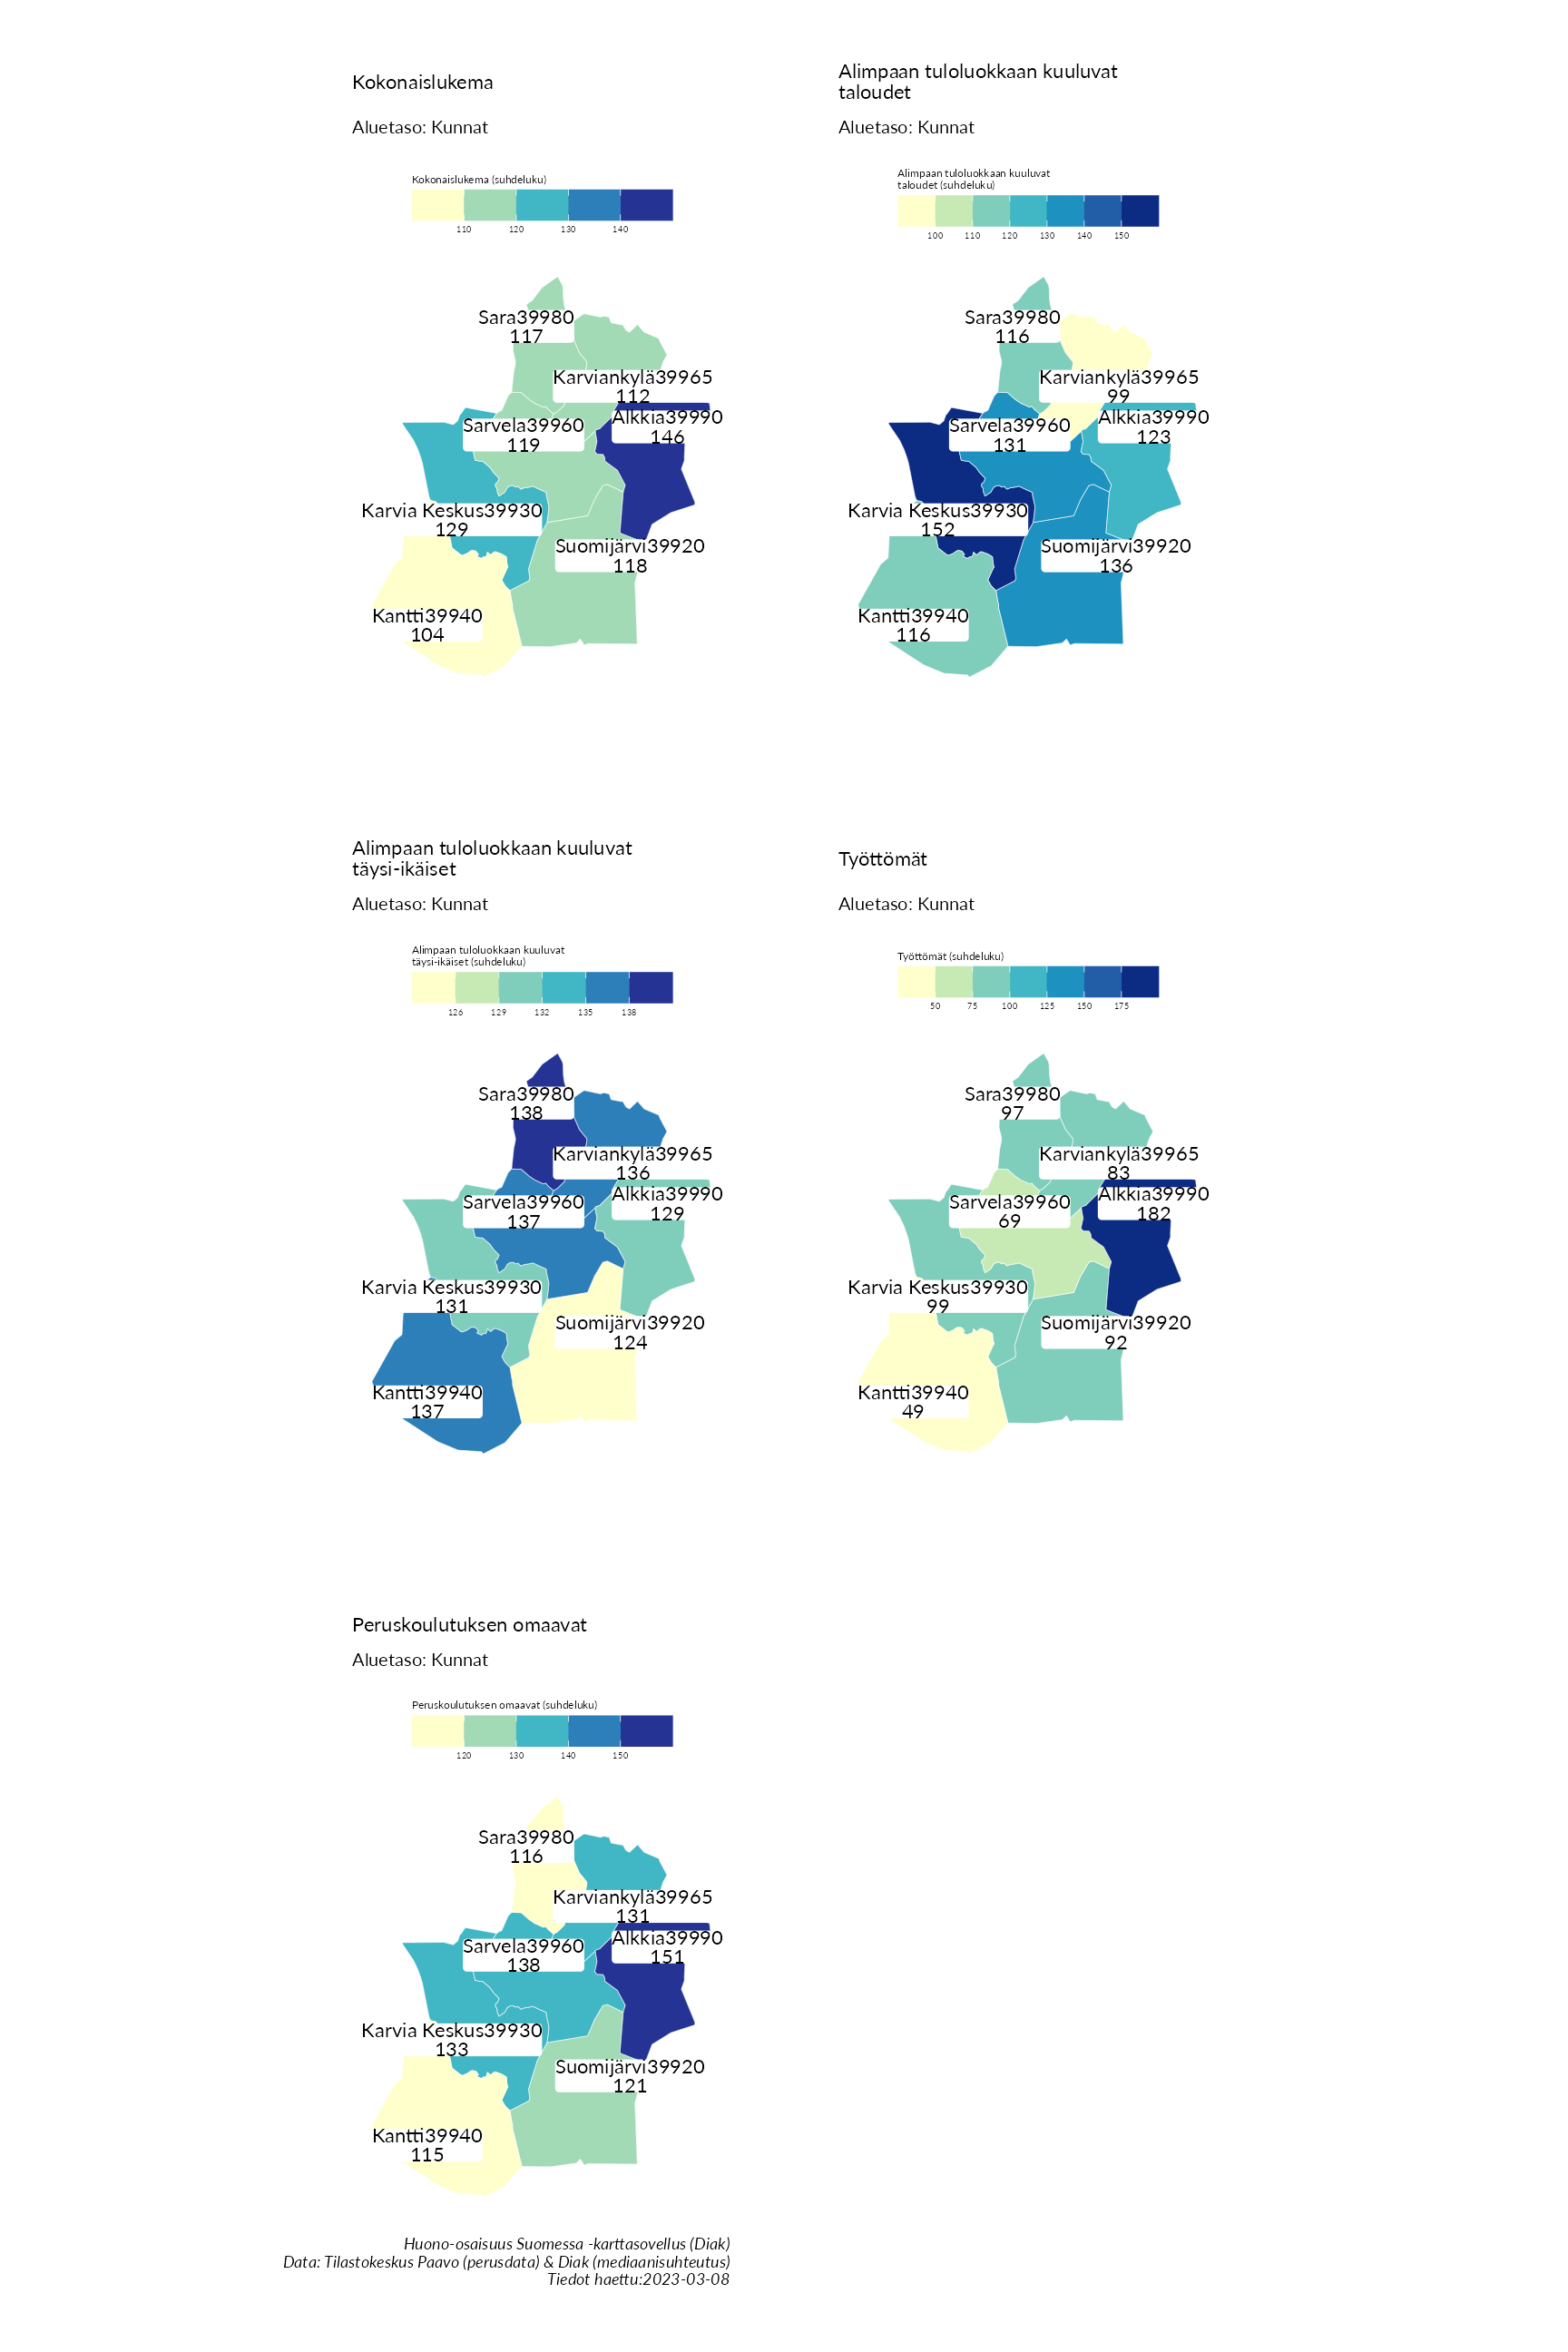 Kokonaislukema
Aluetaso: Kunnat
Kokonaislukema (suhdeluku)
110 120 130 140
Sara39980
117
Karviankylä39965
112
Alkkia39990
146
Sarvela39960
119
Karvia Keskus39930
129
Suomijärvi39920
118
Kantti39940
104
Alimpaan tuloluokkaan kuuluvat
taloudet
Aluetaso: Kunnat
Alimpaan tuloluokkaan kuuluvat
taloudet (suhdeluku)
100 110 120 130 140 150
Sara39980
116
Karviankylä39965
99
Alkkia39990
123
Sarvela39960
131
Karvia Keskus39930
152
Suomijärvi39920
136
Kantti39940
116
Alimpaan tuloluokkaan kuuluvat
täysi-ikäiset
Aluetaso: Kunnat
Alimpaan tuloluokkaan kuuluvat
täysi-ikäiset (suhdeluku)
126 129 132 135 138
Sara39980
138
Karviankylä39965
136
Alkkia39990
129
Sarvela39960
137
Karvia Keskus39930
131
Suomijärvi39920
124
Kantti39940
137
Työttömät
Aluetaso: Kunnat
Työttömät (suhdeluku)
50 75 100 125 150 175
Sara39980
97
Karviankylä39965
83
Alkkia39990
182
Sarvela39960
69
Karvia Keskus39930
99
Suomijärvi39920
92
Kantti39940
49
Peruskoulutuksen omaavat
Aluetaso: Kunnat
Peruskoulutuksen omaavat (suhdeluku)
120 130 140 150
Sara39980
116
Karviankylä39965
131
Alkkia39990
151
Sarvela39960
138
Karvia Keskus39930
133
Suomijärvi39920
121
Kantti39940
115
Huono-osaisuus Suomessa -karttasovellus (Diak)
Data: Tilastokeskus Paavo (perusdata) & Diak (mediaanisuhteutus)
Tiedot haettu:2023-03-08